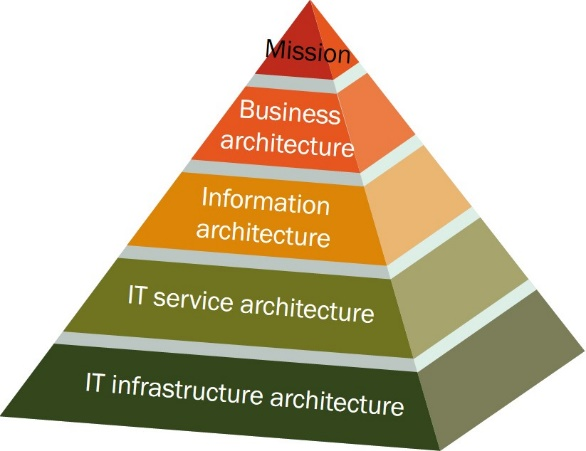 Mission
Business
architecture
Information
architecture
IT service architecture
IT infrastructure architecture